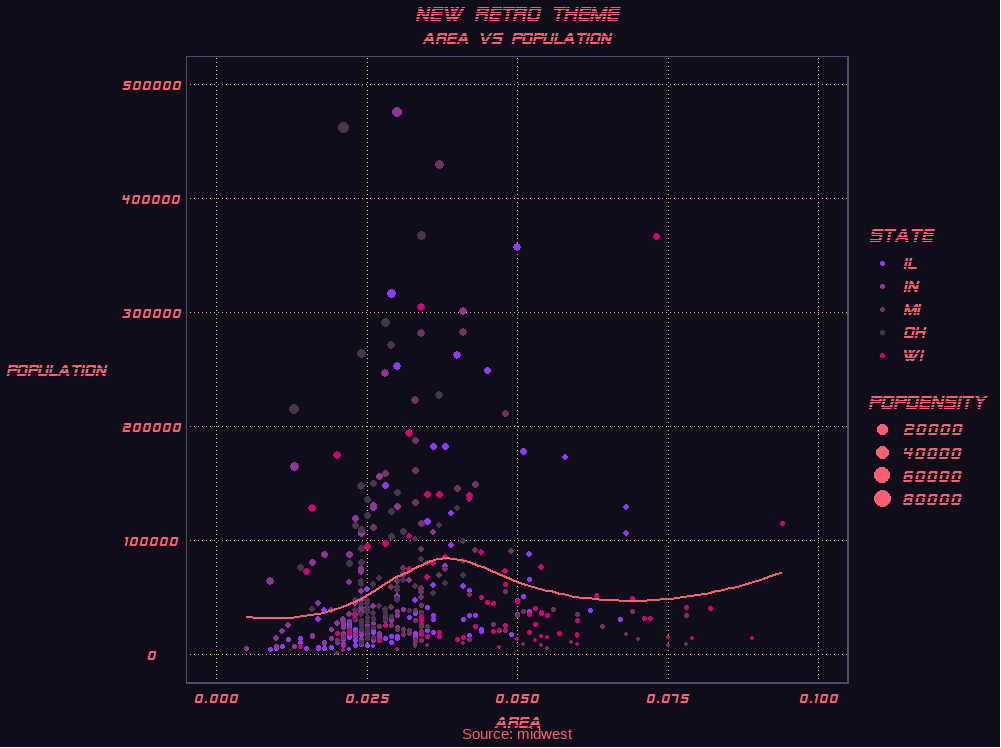 NEW RETRO THEME
AREA VS POPULATION
500000
400000
300000
200000
100000
0
POPULATION
0.000
0.025
0.050
0.075
0.100
AREA
Source: midwest
STATE
IL
IN
MI
OH
WI
POPDENSITY
20000
40000
60000
80000